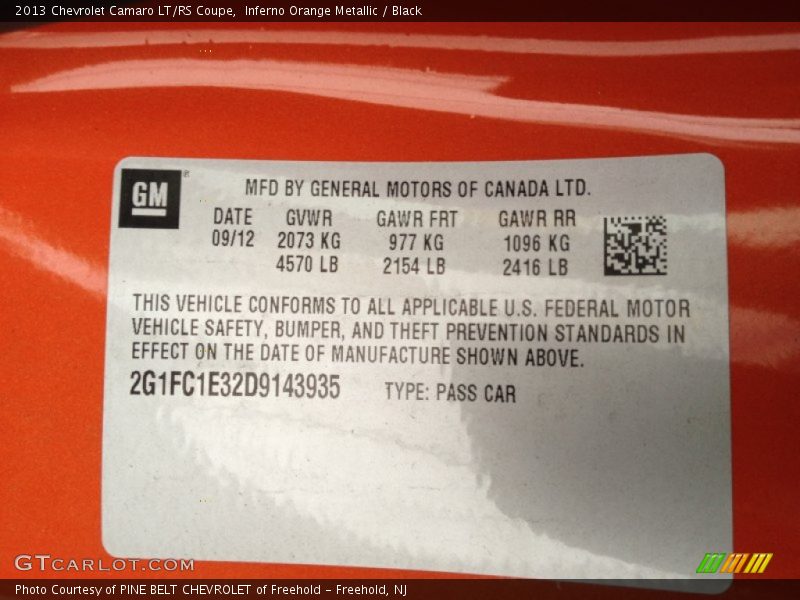 2013 Chevrolet Camaro LT/RS Coupe, Inferno Orange Metallic / Black
GM®
MFD BY GENERAL MOTORS OF CANADA LTD.
DATE GVWR GAWR FRT GAWR RR
09/12 2073 KG 977 KG 1096 KG
4570 LB 2154 LB 2416 LB
THIS VEHICLE CONFORMS TO ALL APPLICABLE U.S. FEDERAL MOTOR
VEHICLE SAFETY, BUMPER, AND THEFT PREVENTION STANDARDS IN
EFFECT ON THE DATE OF MANUFACTURE SHOWN ABOVE.
2G1FC1E32D9143935 TYPE: PASS CAR
GTCARLOT.COM
Photo Courtesy of PINE BELT CHEVROLET of Freehold - Freehold, NJ